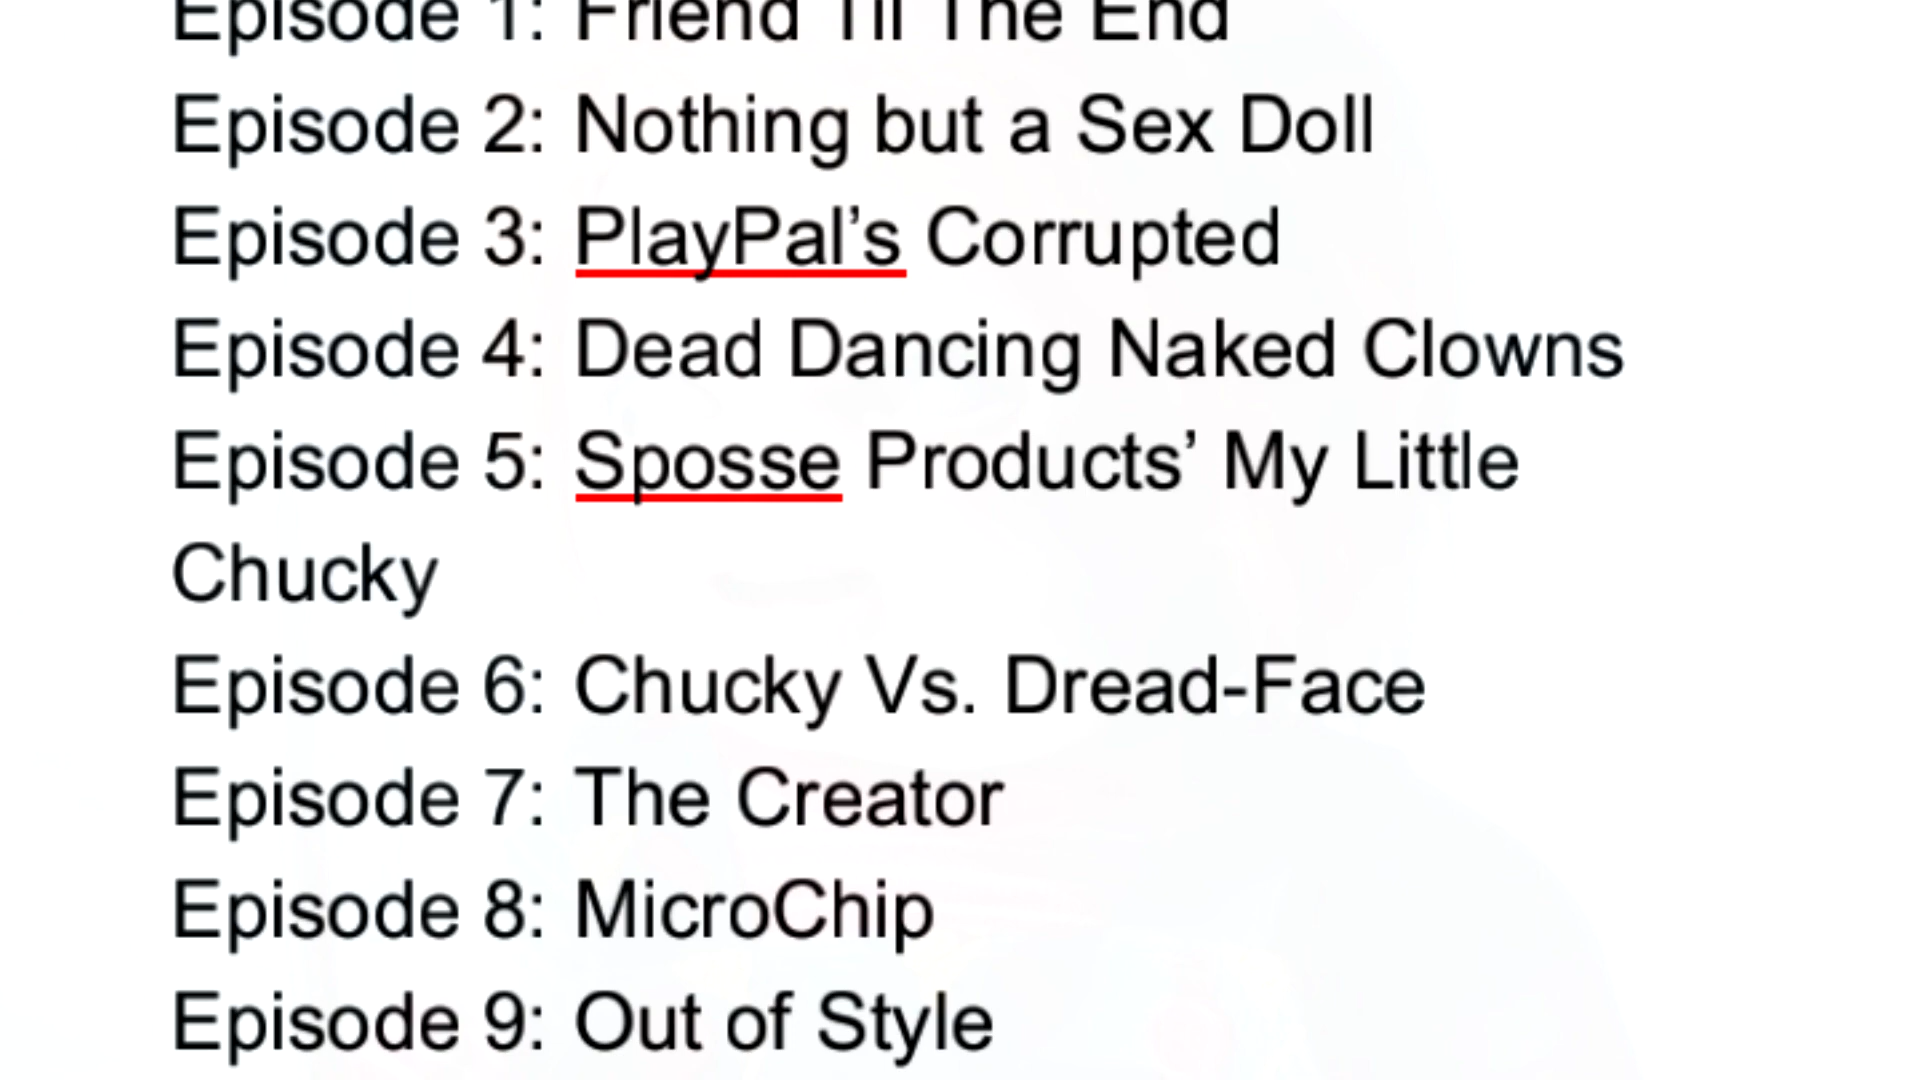 Episode 1: Friend Til The End
Episode 2: Nothing but a Sex Doll
Episode 3: PlayPal’s Corrupted
Episode 4: Dead Dancing Naked Clowns
Episode 5: Sposse Products’ My Little
Chucky
Episode 6: Chucky Vs. Dread-Face
Episode 7: The Creator
Episode 8: MicroChip
Episode 9: Out of Style